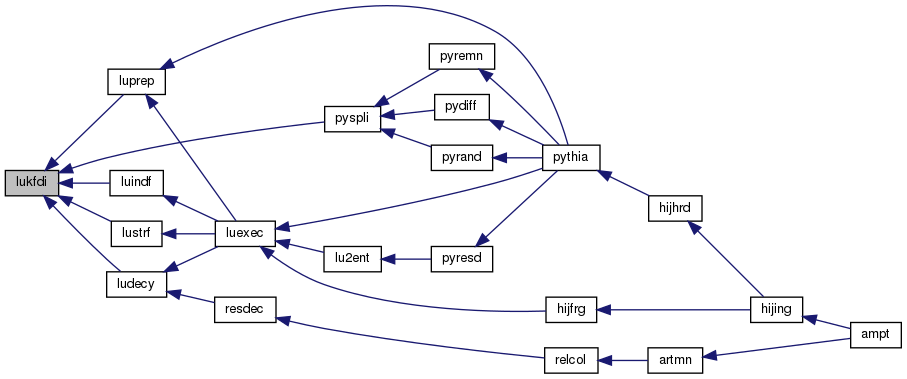 lukfdi
luprep
pyspli
luindf
lustrf
ludecy
luexec
resdec
pyremn
pydiff
pyrand
lu2ent
pyresd
pythia
hijfrg
relcol
hijhrd
artmn
hijing
ampt